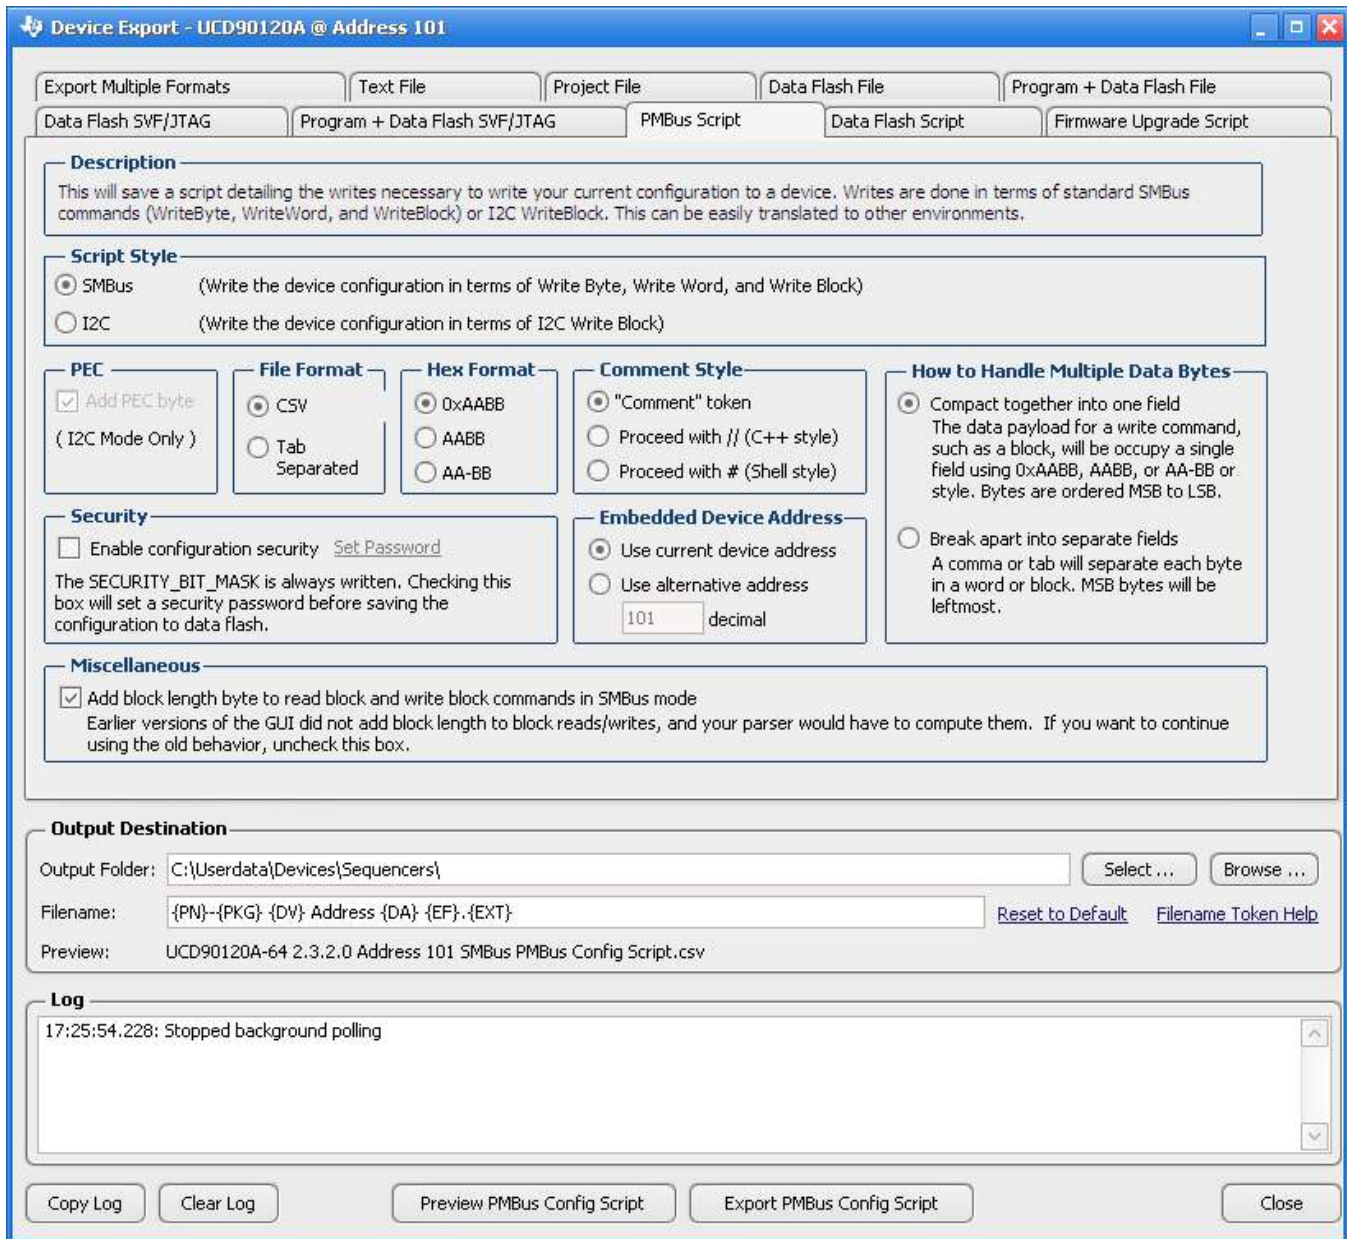 Device Export - UCD90120A @ Address 101
Export Multiple Formats
Text File
Project File
Data Flash File
Program + Data Flash File
Data Flash SVF/JTAG
Program + Data Flash SVF/JTAG
PMBus Script
Data Flash Script
Firmware Upgrade Script
Description
This will save a script detailing the writes necessary to write your current configuration to a device. Writes are done in terms of standard SMBus
commands (WriteByte, WriteWord, and WriteBlock) or I2C WriteBlock. This can be easily translated to other environments.
Script Style
SMBus (Write the device configuration in terms of Write Byte, Write Word, and Write Block)
I2C (Write the device configuration in terms of I2C Write Block)
PEC
Add PEC byte
( I2C Mode Only )
File Format
CSV
Tab
Separated
Hex Format
0xAABB
AABB
AA-BB
Comment Style
"Comment" token
Proceed with // (C++ style)
Proceed with # (Shell style)
How to Handle Multiple Data Bytes
Compact together into one field
The data payload for a write command,
such as a block, will be occupy a single
field using 0xAABB, AABB, or AA-BB or
style. Bytes are ordered MSB to LSB.
Break apart into separate fields
A comma or tab will separate each byte
in a word or block. MSB bytes will be
leftmost.
Security
Enable configuration security Set Password
The SECURITY_BIT_MASK is always written. Checking this
box will set a security password before saving the
configuration to data flash.
Embedded Device Address
Use current device address
Use alternative address
101 decimal
Miscellaneous
Add block length byte to read block and write block commands in SMBus mode
Earlier versions of the GUI did not add block length to block reads/writes, and your parser would have to compute them. If you want to continue
using the old behavior, uncheck this box.
Output Destination
Output Folder: C:\Userdata\Devices\Sequencers\ Select ... Browse ...
Filename: {PN}-{PKG} {DV} Address {DA} {EF}.{EXT} Reset to Default Filename Token Help
Preview: UCD90120A-64 2.3.2.0 Address 101 SMBus PMBus Config Script.csv
Log
17:25:54.228: Stopped background polling
Copy Log Clear Log Preview PMBus Config Script Export PMBus Config Script Close